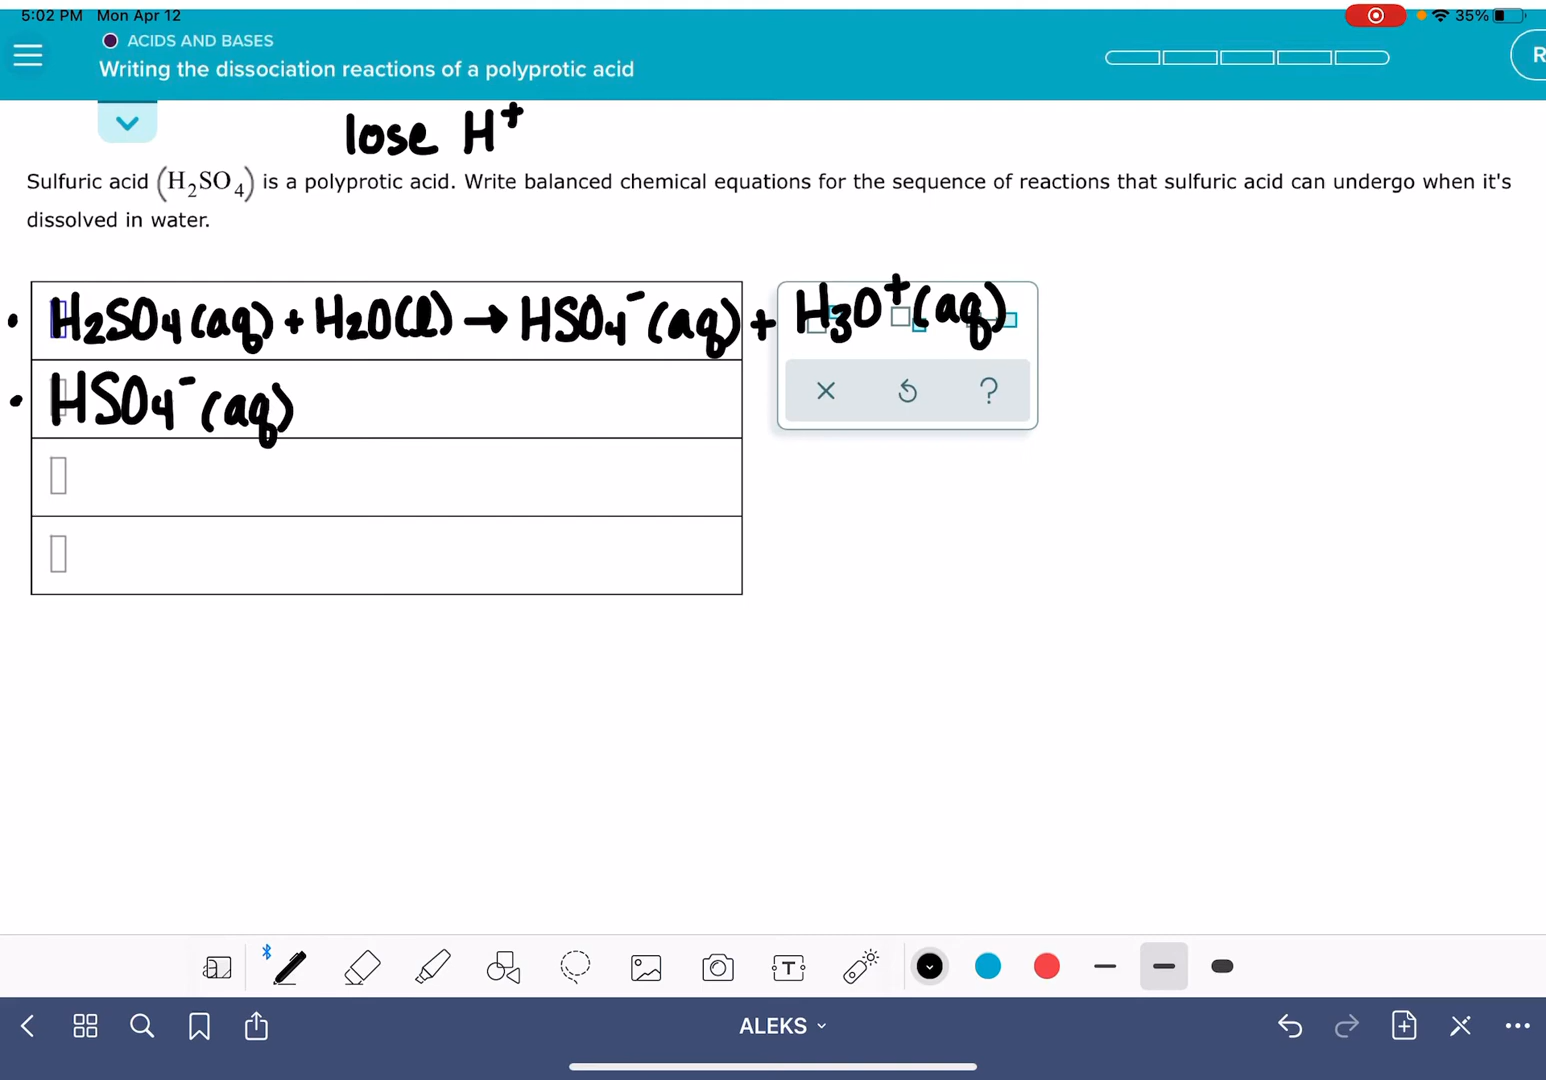 5:02 PM Mon Apr 12
35%
ACIDS AND BASES
Writing the dissociation reactions of a polyprotic acid
R
lose H⁺
Sulfuric acid (H₂SO₄) is a polyprotic acid. Write balanced chemical equations for the sequence of reactions that sulfuric acid can undergo when it's
dissolved in water.
• H₂SO₄(aq) + H₂O(l) → HSO₄⁻(aq) + H₃O⁺(aq)
• HSO₄⁻(aq)
?
T
ALEKS